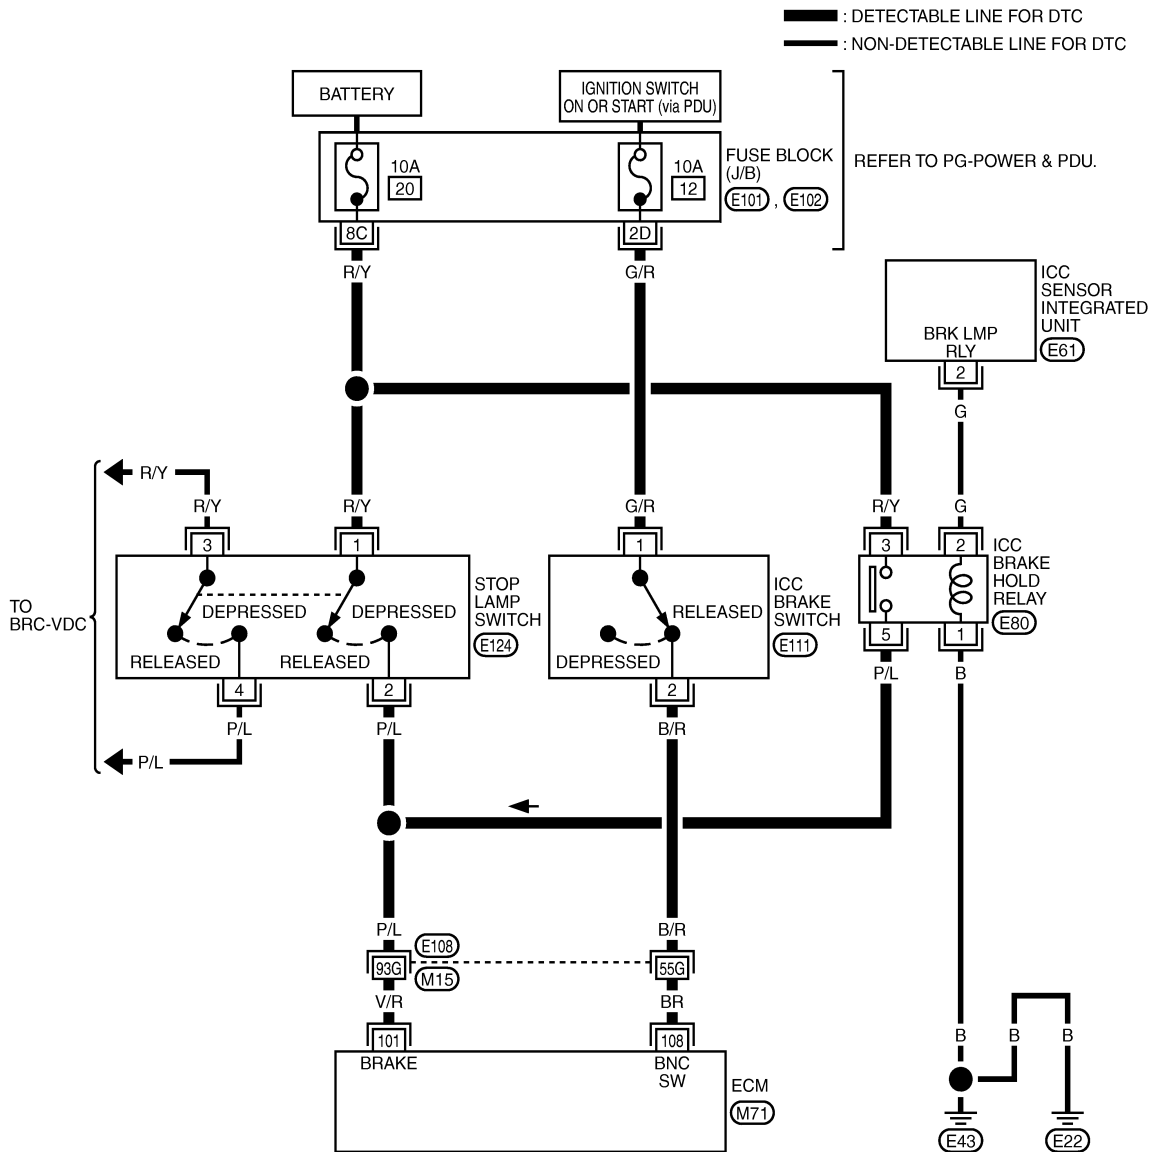 : DETECTABLE LINE FOR DTC
: NON-DETECTABLE LINE FOR DTC
BATTERY
IGNITION SWITCH
ON OR START (via PDU)
10A
20
10A
12
FUSE BLOCK
(J/B)
E101 , E102
REFER TO PG-POWER & PDU.
8C
2D
R/Y
G/R
ICC
SENSOR
INTEGRATED
UNIT
E61
BRK LMP
RLY
2
G
R/Y
R/Y
R/Y
G/R
R/Y
G
3
1
1
3
2
TO
BRC-VDC
DEPRESSED
DEPRESSED
RELEASED
RELEASED
STOP
LAMP
SWITCH
E124
RELEASED
DEPRESSED
ICC
BRAKE
SWITCH
E111
ICC
BRAKE
HOLD
RELAY
E80
4
2
2
5
1
P/L
P/L
B/R
P/L
B
P/L
P/L
B/R
E108
93G
55G
M15
V/R
BR
101
108
BRAKE
BNC
SW
ECM
M71
B
B
B
E43
E22